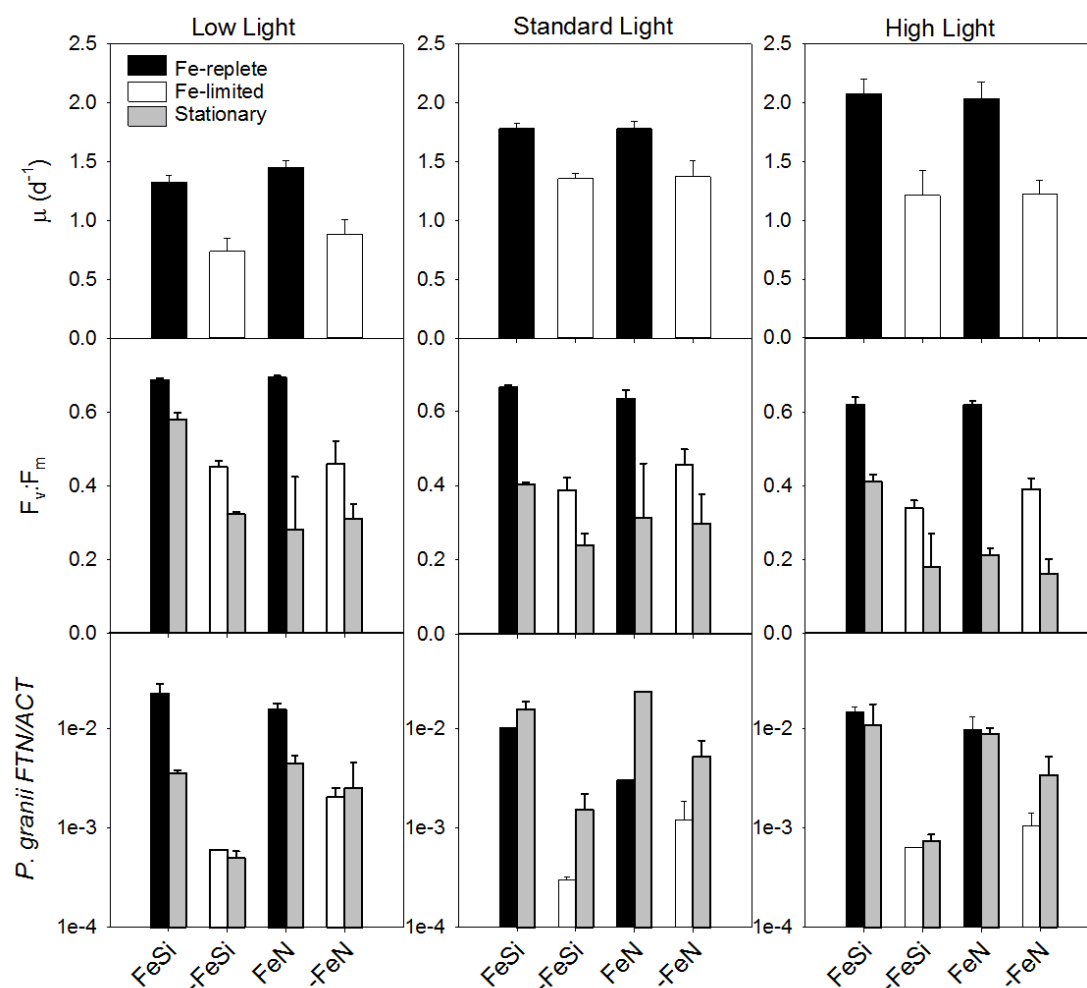 Low Light Standard Light High Light
2.5 2.5 2.5
Fe-replete
Fe-limited
Stationary
2.0 2.0 2.0
1.5 1.5 1.5
μ (d⁻¹)
1.0 1.0 1.0
0.5 0.5 0.5
0.0 0.0 0.0
0.6 0.6 0.6
Fv:Fm
0.4 0.4 0.4
0.2 0.2 0.2
0.0 0.0 0.0
P. granii FTN/ACT
1e-2 1e-2 1e-2
1e-3 1e-3 1e-3
1e-4 1e-4 1e-4
FeSi -FeSi FeN -FeN FeSi -FeSi FeN -FeN FeSi -FeSi FeN -FeN